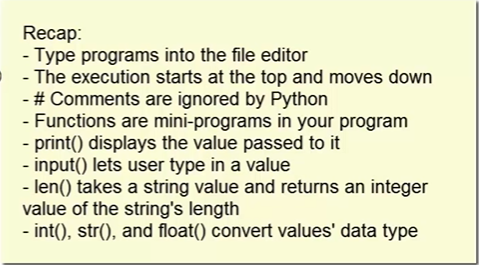 Recap:
- Type programs into the file editor
- The execution starts at the top and moves down
- # Comments are ignored by Python
- Functions are mini-programs in your program
- print() displays the value passed to it
- input() lets user type in a value
- len() takes a string value and returns an integer
value of the string's length
- int(), str(), and float() convert values' data type